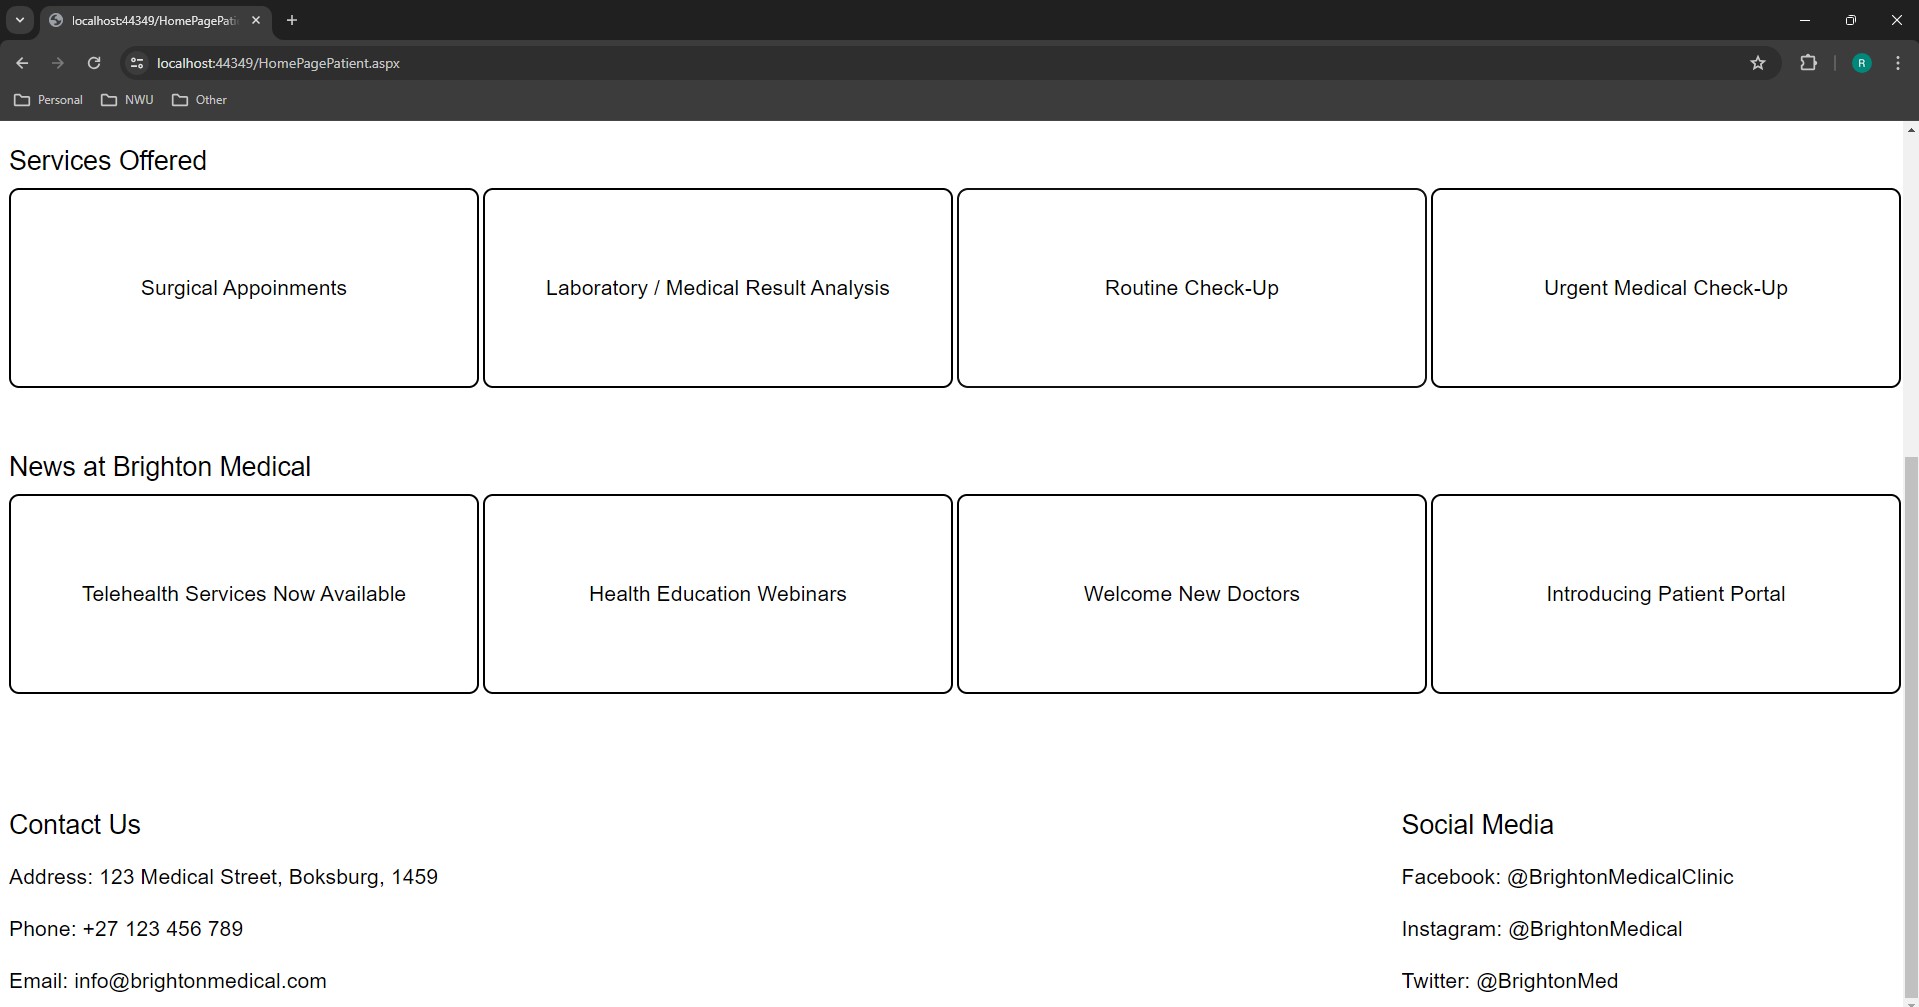 localhost:44349/HomePagePati
localhost:44349/HomePagePatient.aspx
R
Personal NWU Other
Services Offered
Surgical Appoinments
Laboratory / Medical Result Analysis
Routine Check-Up
Urgent Medical Check-Up
News at Brighton Medical
Telehealth Services Now Available
Health Education Webinars
Welcome New Doctors
Introducing Patient Portal
Contact Us
Address: 123 Medical Street, Boksburg, 1459
Phone: +27 123 456 789
Email: info@brightonmedical.com
Social Media
Facebook: @BrightonMedicalClinic
Instagram: @BrightonMedical
Twitter: @BrightonMed